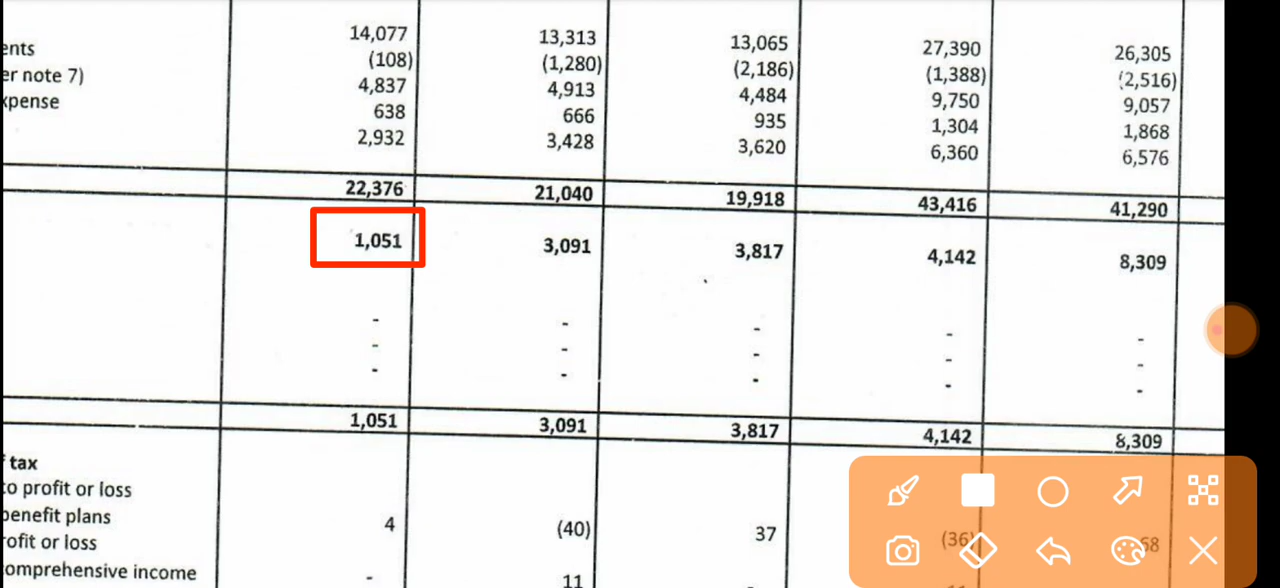 14,077 13,313 13,065 27,390 26,305
ents (108) (1,280) (2,186) (1,388) (2,516)
er note 7) 4,837 4,913 4,484 9,750 9,057
xpense 638 666 935 1,304 1,868
2,932 3,428 3,620 6,360 6,576
22,376 21,040 19,918 43,416 41,290
1,051 3,091 3,817 4,142 8,309
- - - - -
- - - - -
- - - - -
1,051 3,091 3,817 4,142 8,309
tax
to profit or loss
benefit plans 4 (40) 37 (36)
rofit or loss
omprehensive income - 11